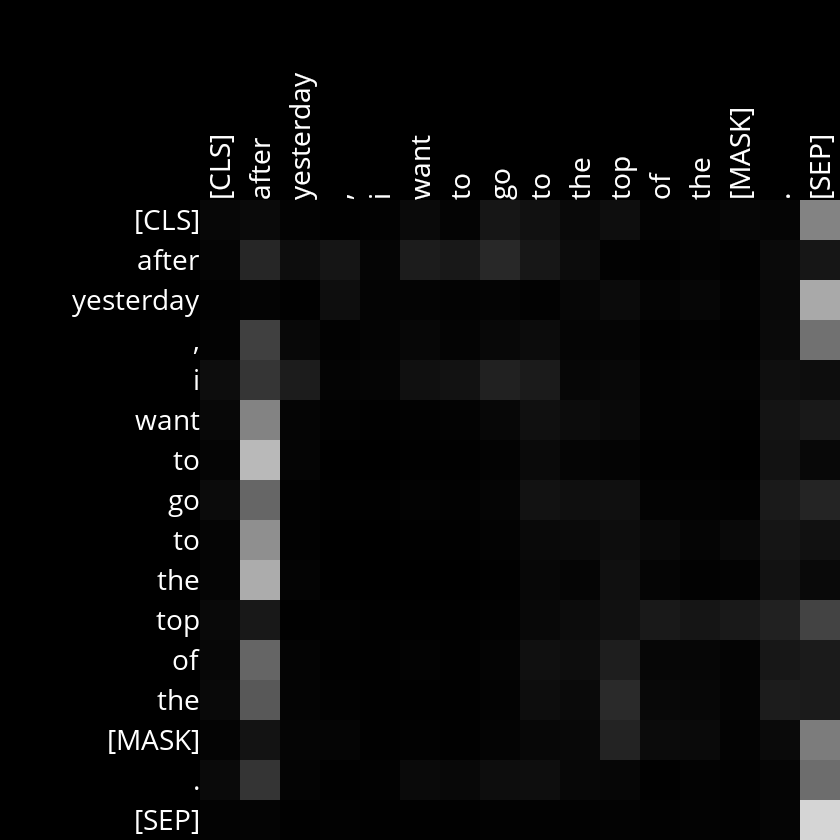 [CLS] after yesterday , i want to go to the top of the [MASK] . [SEP]
[CLS]
after
yesterday
,
i
want
to
go
to
the
top
of
the
[MASK]
.
[SEP]